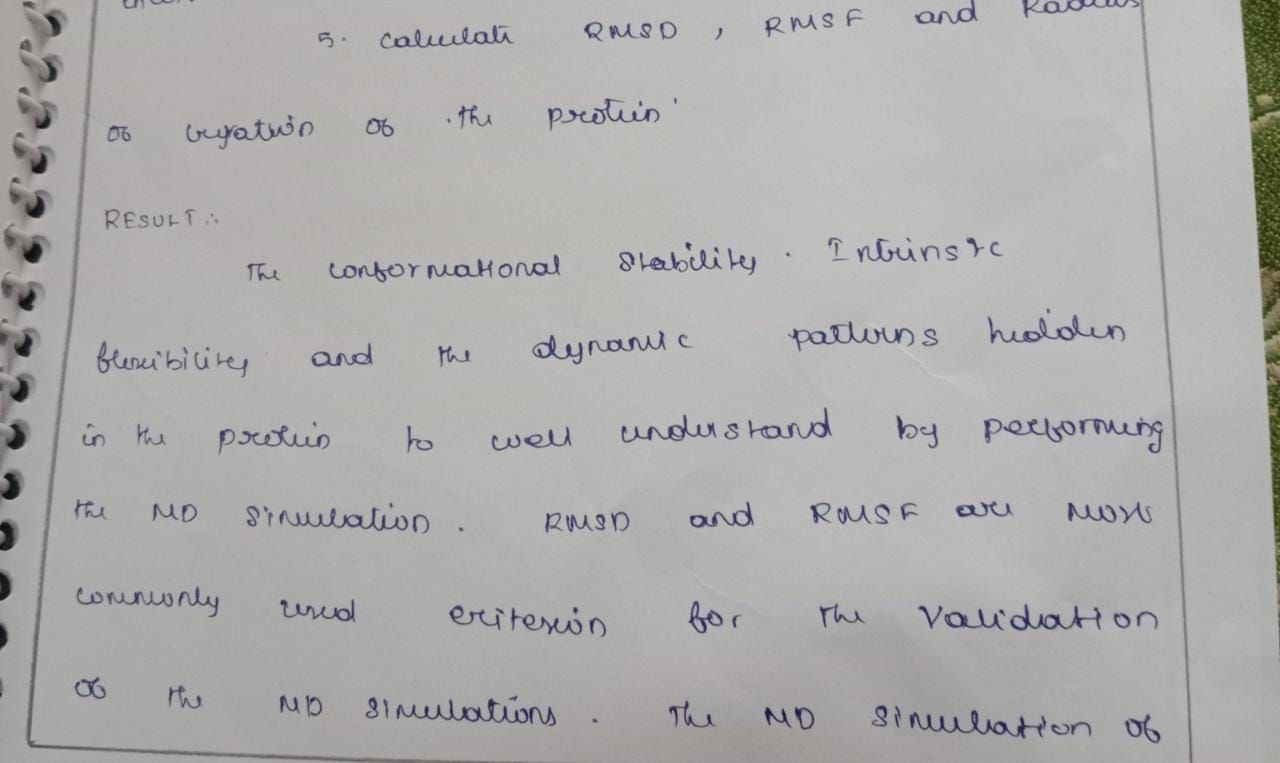 5. Calculate RMSD, RMSF and Radius
of gyration of the protein.
RESULT:
The conformational stability. Intrinsic
flexibility and the dynamic patterns hidden
in the protein to well understand by performing
the MD simulation. RMSD and RMSF are more
commonly used criterion for the validation
of the MD simulations. The MD simulation of